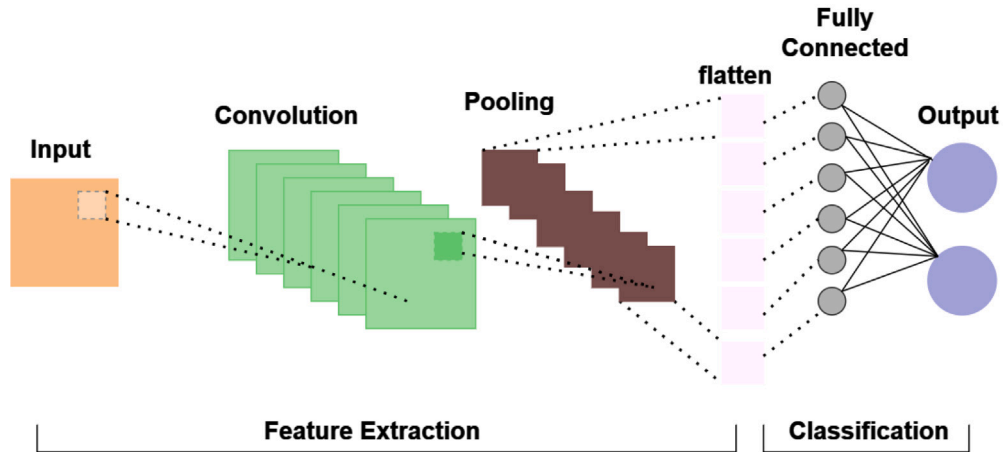 Input
Convolution
Pooling
flatten
Fully
Connected
Output
Feature Extraction
Classification